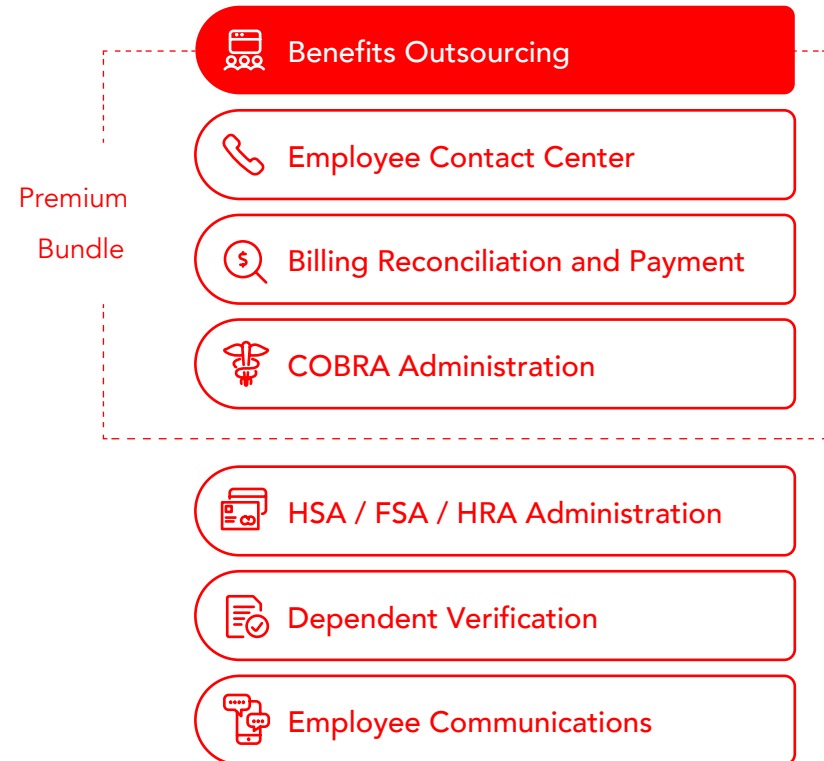 Benefits Outsourcing
Employee Contact Center
Premium
Bundle
Billing Reconciliation and Payment
COBRA Administration
HSA / FSA / HRA Administration
Dependent Verification
Employee Communications